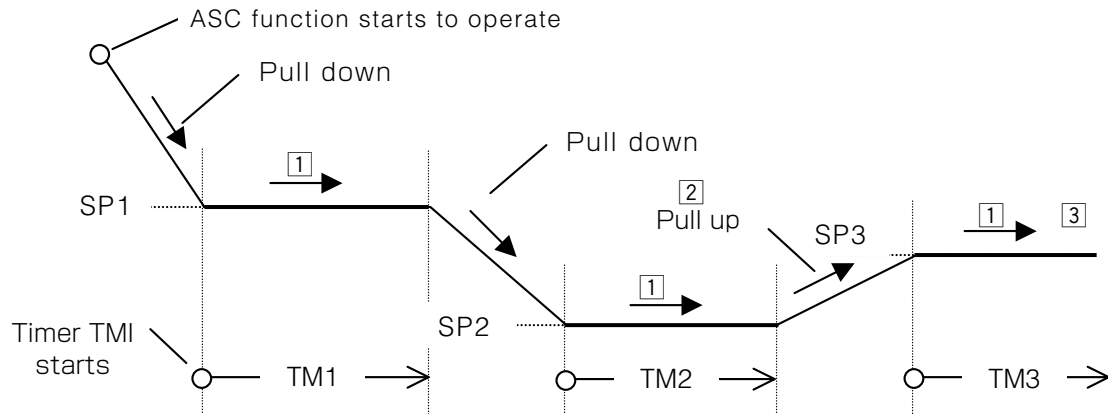 ASC function starts to operate
Pull down
Pull down
1
2
Pull up
SP1
SP3
1
3
1
SP2
Timer TMI
starts
TM1
TM2
TM3